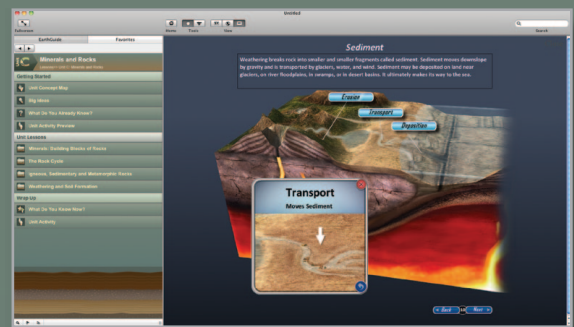 Untitled
Fullscreen
Home
Tools
View
Search
EarthGuide
Favorites
Minerals and Rocks
Getting Started
Unit Concept Map
Big Ideas
What Do You Already Know?
Unit Activity Preview
Unit Lessons
Minerals: Building Blocks of Rocks
The Rock Cycle
Igneous, Sedimentary and Metamorphic Rocks
Weathering and Soil Formation
Wrap Up
What Do You Know Now?
Unit Activity
Sediment
Weathering breaks rock into smaller and smaller fragments called sediment. Sediment moves downslope
by gravity and is transported by glaciers, water, and wind. Sediment may be deposited on land near
glaciers, on river floodplains, in swamps, or in desert basins. It ultimately makes its way to the sea.
Erosion
Transport
Deposition
Transport
Moves Sediment
Back
Next